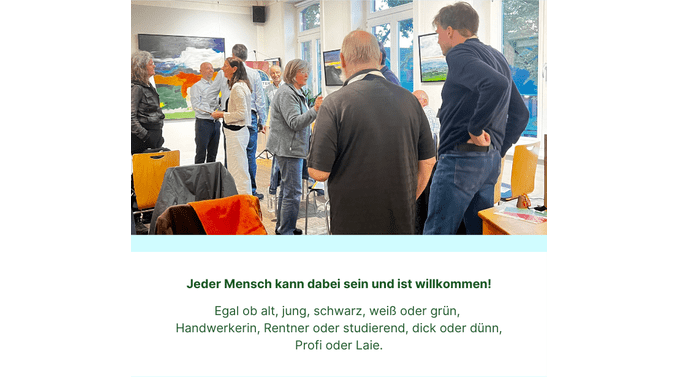 Jeder Mensch kann dabei sein und ist willkommen!
Egal ob alt, jung, schwarz, weiß oder grün,
Handwerkerin, Rentner oder studierend, dick oder dünn,
Profi oder Laie.